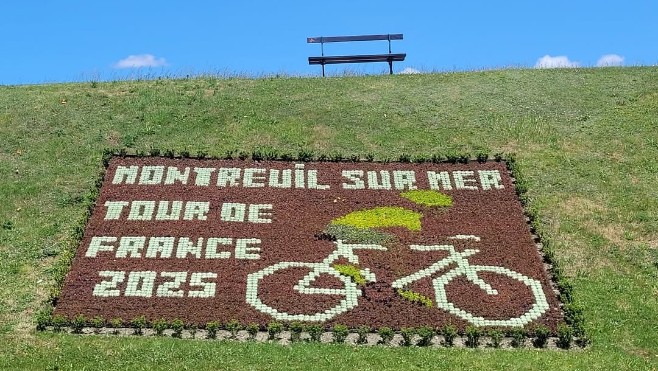 MONTREUiL SUR MER
TOUR DE
FRANCE
2025